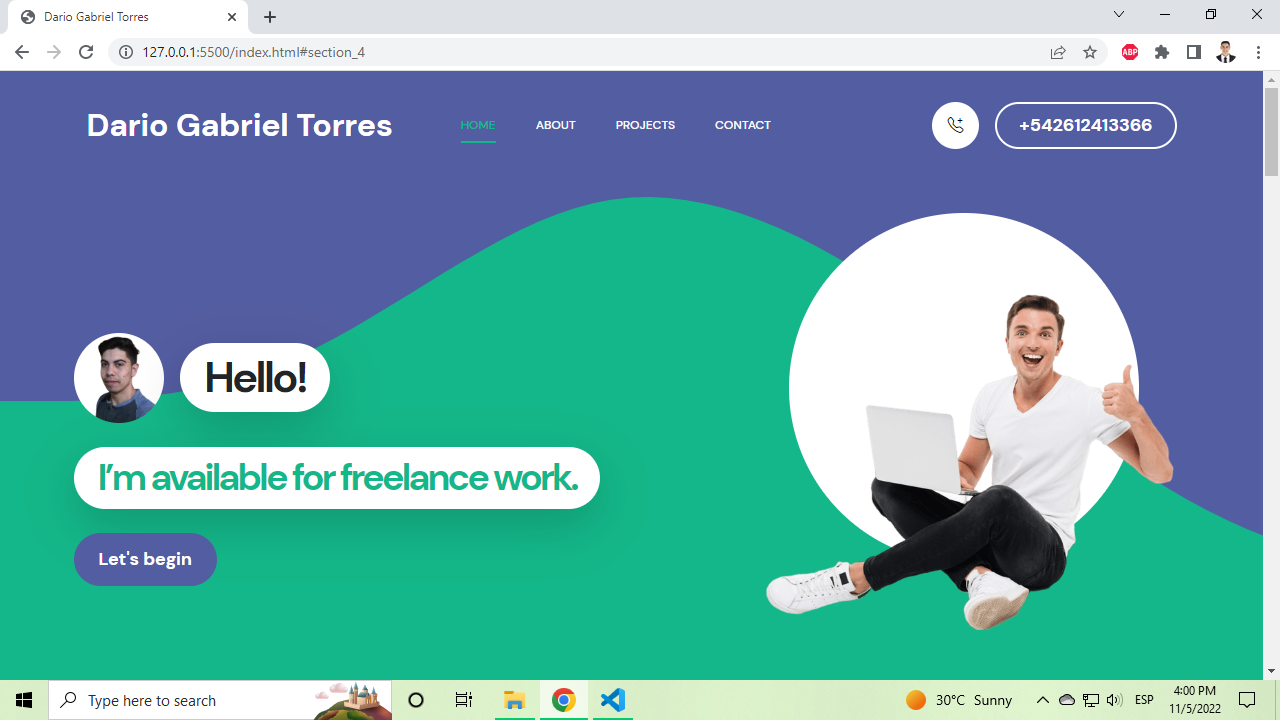 Dario Gabriel Torres
127.0.0.1:5500/index.html#section_4
ABP
Dario Gabriel Torres
HOME ABOUT PROJECTS CONTACT
+542612413366
Hello!
I'm available for freelance work.
Let's begin
Type here to search
30°C Sunny
ESP
4:00 PM
11/5/2022